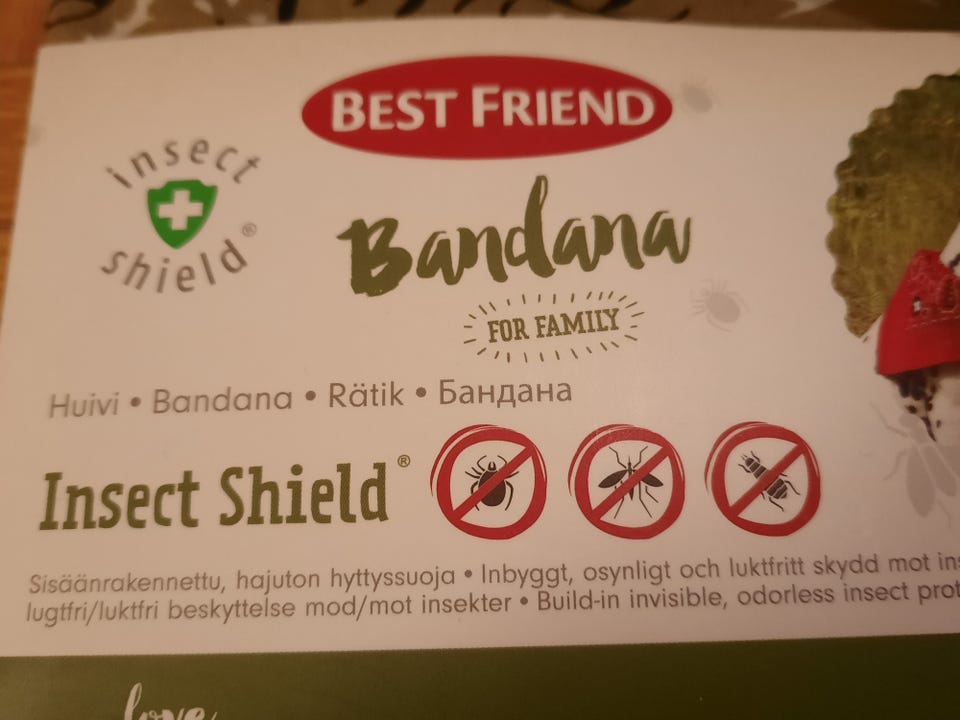 BEST FRIEND
insect
shield®
Bandana
FOR FAMILY
Huivi • Bandana • Rätik • Бандана
Insect Shield®
Sisäänrakennettu, hajuton hyttyssuoja • Inbyggt, osynligt och luktfritt skydd mot
lugtfri/luktfri beskyttelse mod/mot insekter • Build-in invisible, odorless insect
love